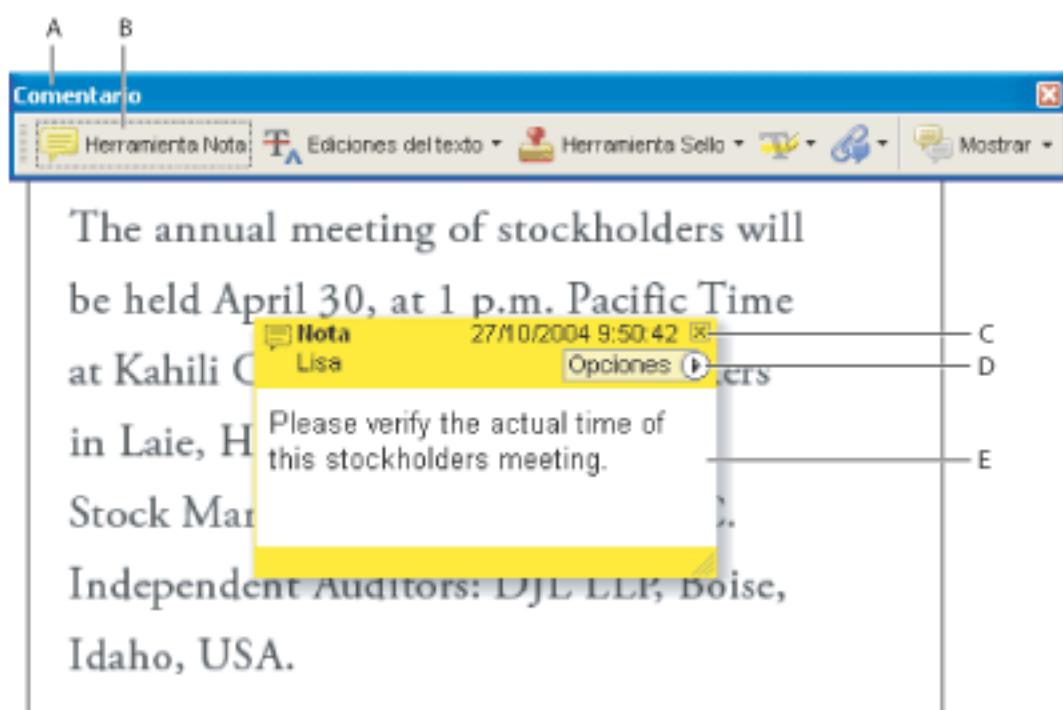 A B
Comentario
Herramienta Nota Ediciones del texto Herramienta Sello Mostrar
The annual meeting of stockholders will
be held April 30, at 1 p.m. Pacific Time
Nota 27/10/2004 9:50:42 C
at Kahili
Lisa Opciones D
in Laie, H
Please verify the actual time of
this stockholders meeting. E
Stock Mar
Independent Auditors: DJL LLP, Boise,
Idaho, USA.